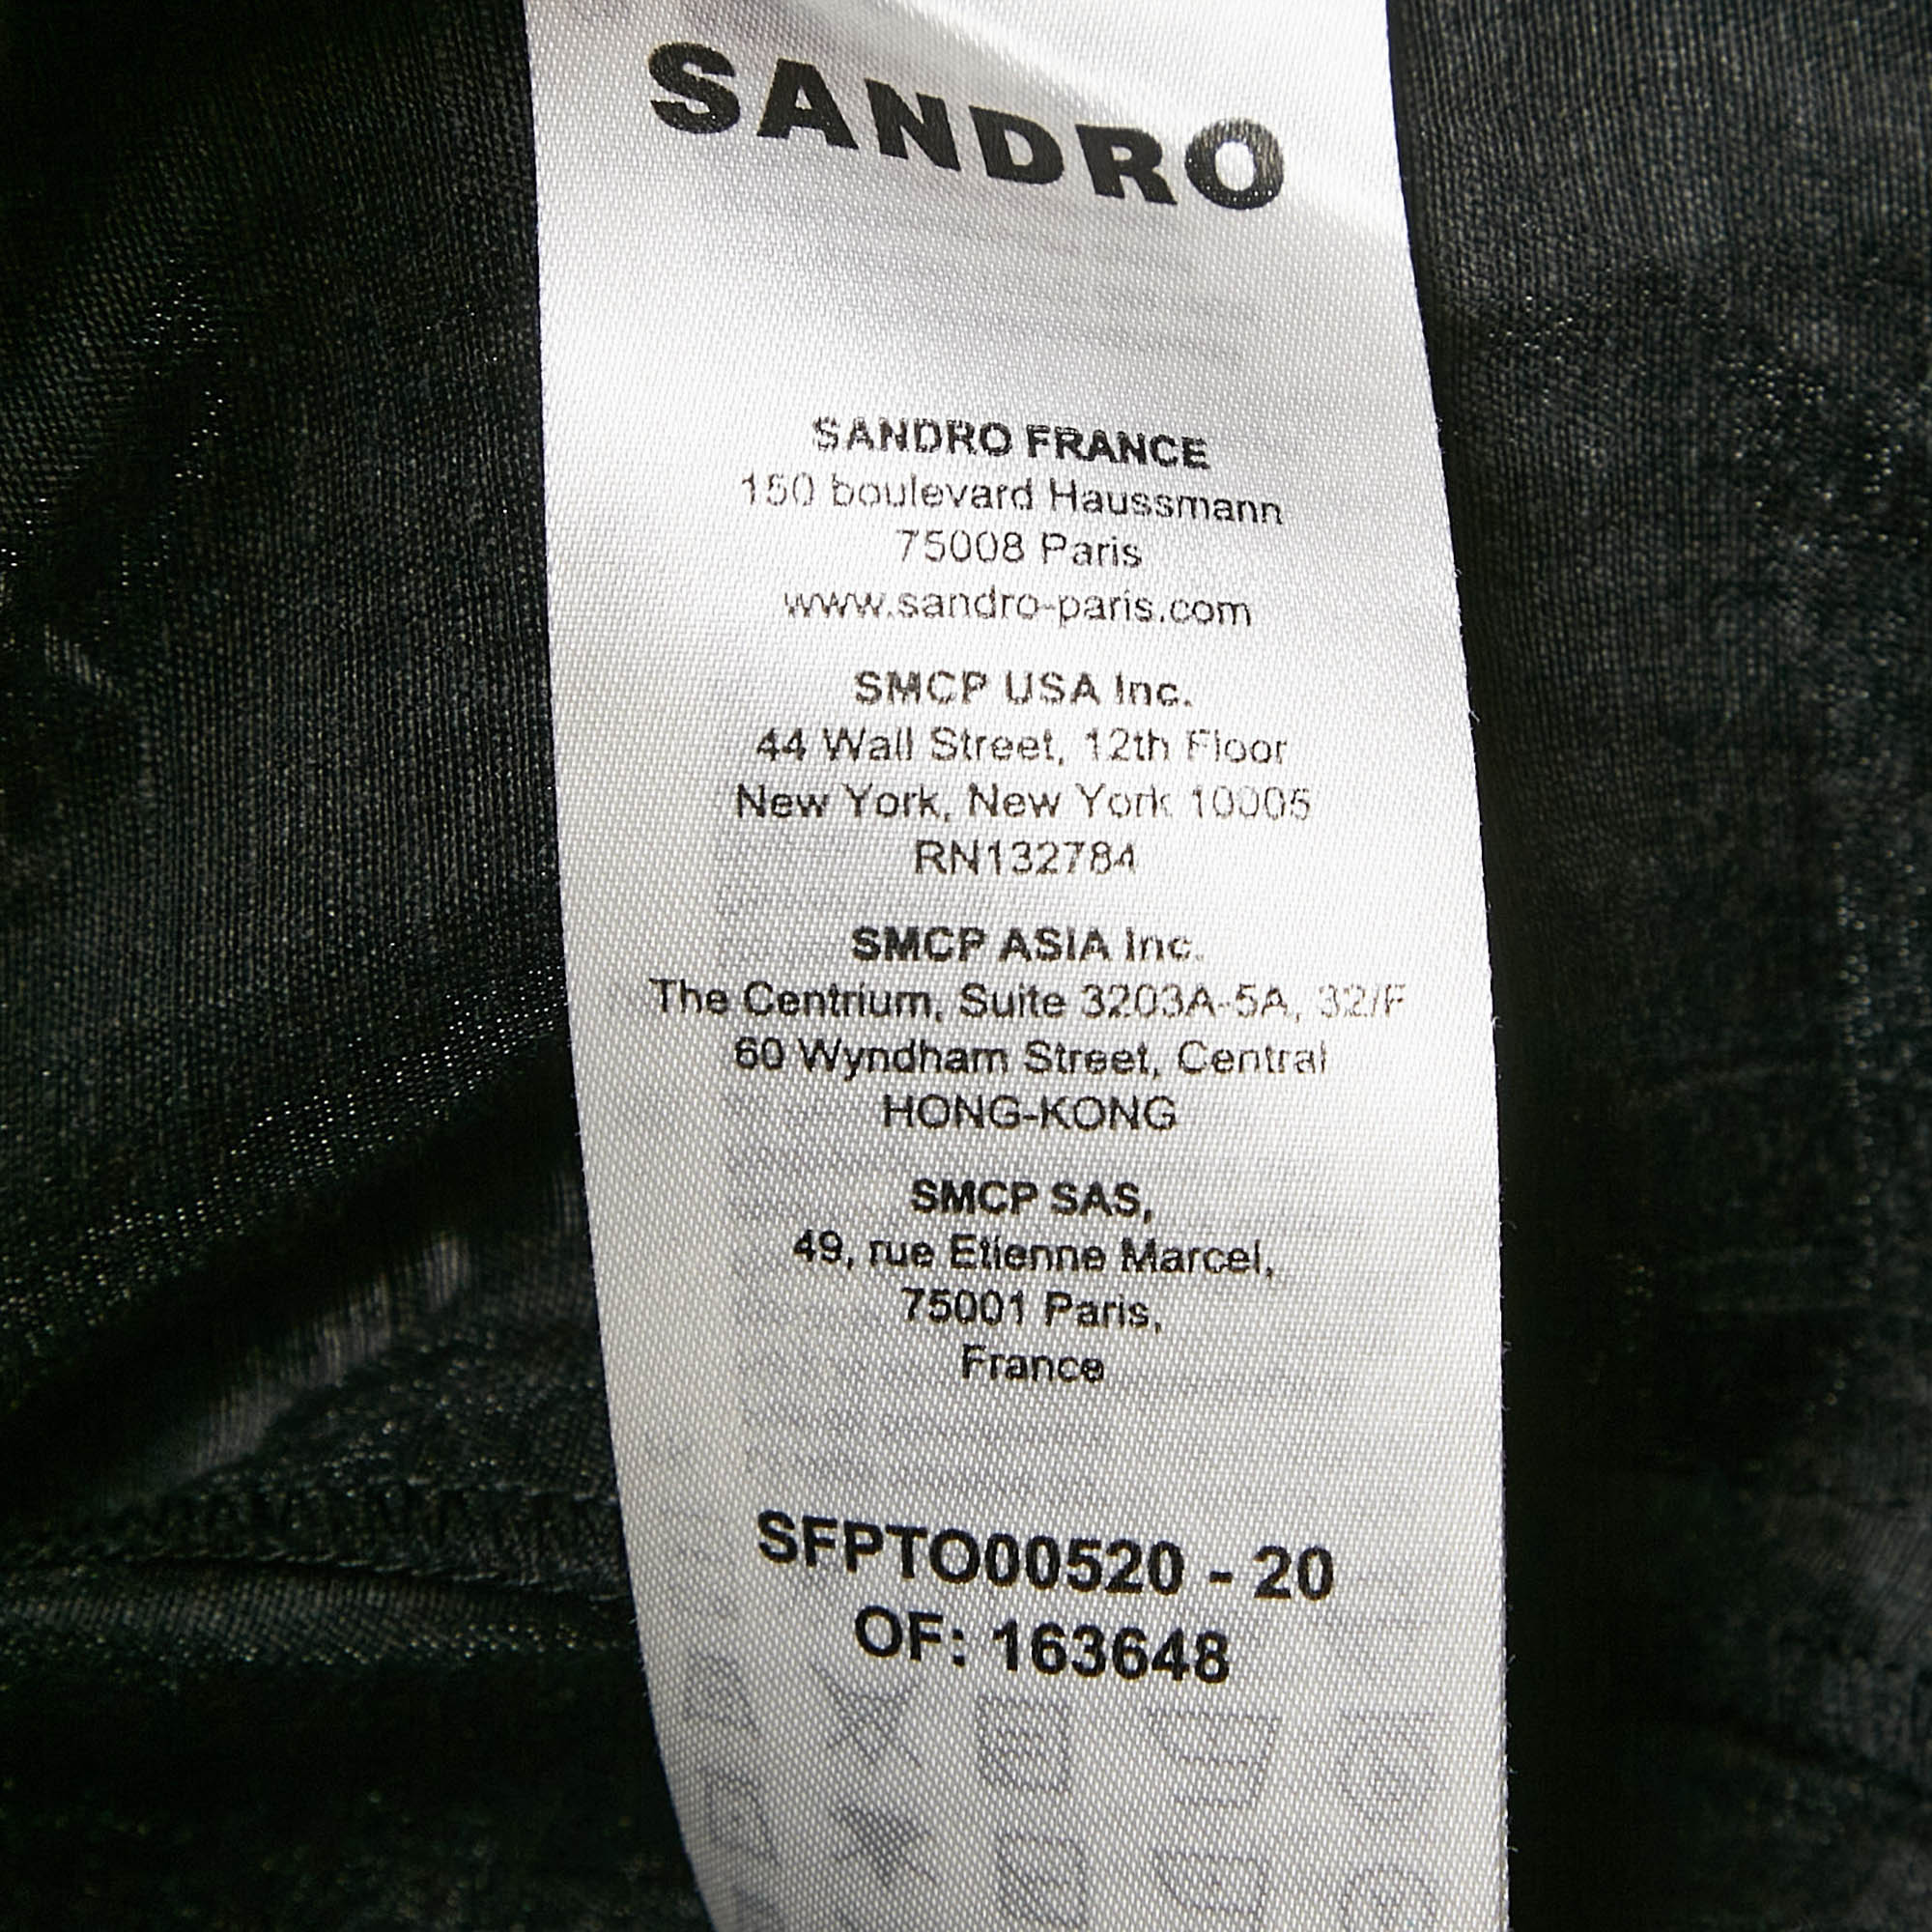 SANDRO
SANDRO FRANCE
150 boulevard Haussmann
75008 Paris
www.sandro-paris.com
SMCP USA Inc.
44 Wall Street, 12th Floor
New York, New York 10005
RN132784
SMCP ASIA Inc.
The Centrium, Suite 3203A-5A, 32/F
60 Wyndham Street, Central
HONG-KONG
SMCP SAS,
49, rue Etienne Marcel,
75001 Paris,
France
SFPTO00520 - 20
OF: 163648